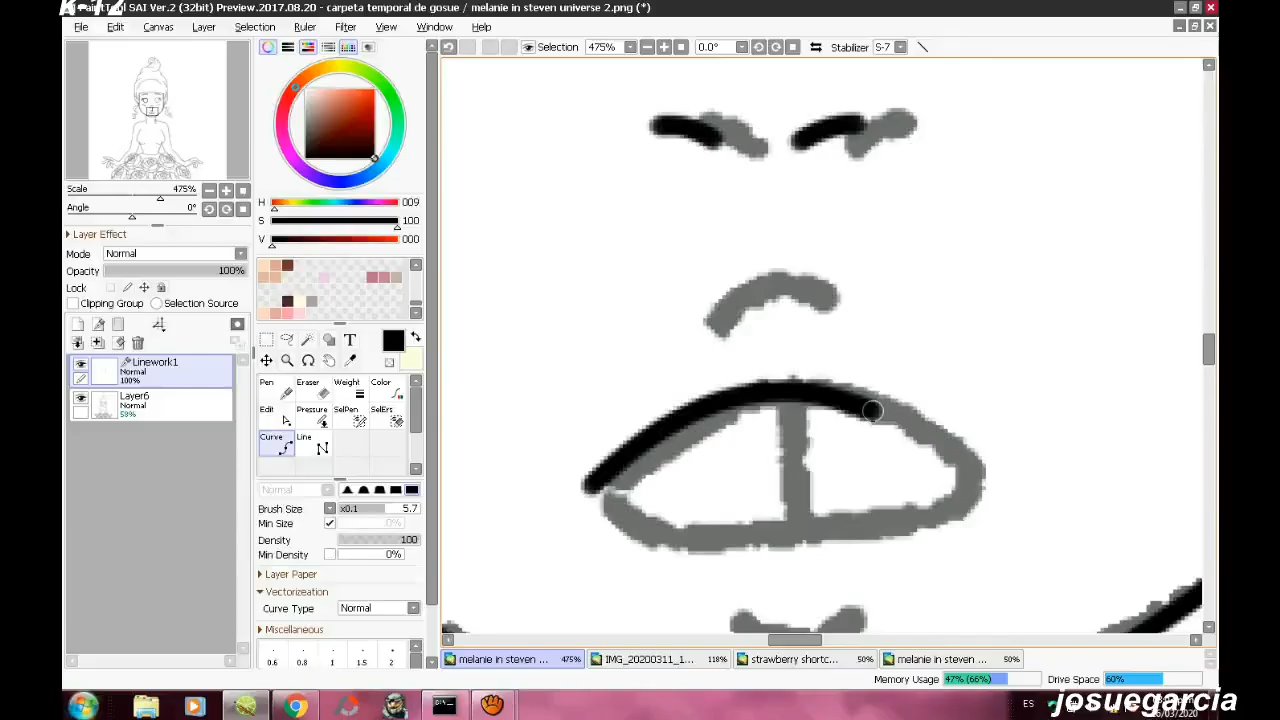 K-12
PaintTool SAI Ver.2 (32bit) Preview.2017.08.20 - carpeta temporal de gosue / melanie in steven universe 2.png (*)
File Edit Canvas Layer Selection Ruler Filter View Window Help
Selection 475% 0.0° Stabilizer S-7
Scale 475%
Angle 0°
Layer Effect
Mode Normal
Opacity 100%
Lock
Clipping Group Selection Source
Linework1
Normal
100%
Layer6
Normal
H 009
S 100
V 000
T
Pen Eraser Weight Color
Edit Pressure SelPen SelErs
Curve Line
Normal
Brush Size x0.1 5.7
Min Size 0%
Density 100
Min Density 0%
Layer Paper
Vectorization
Curve Type Normal
Miscellaneous
0.6 0.8 1 1.5 2
melanie in steven ... 475% IMG_20200311_1... 118% strawberry shortc... 50% melanie in steven ... 50%
Memory Usage 47% (66%) Drive Space 60%
ES
josuegarcia